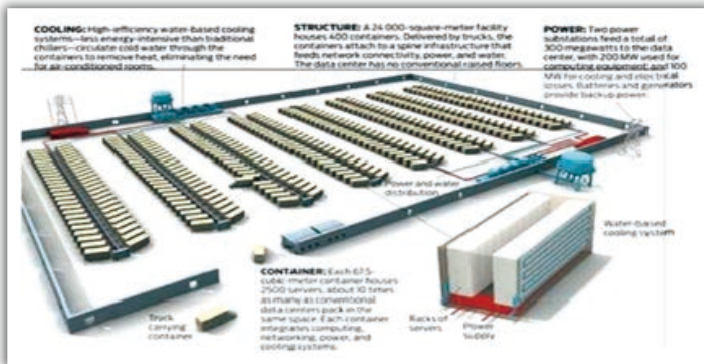 COOLING: High-efficiency water-based cooling
systems—less energy-intensive than traditional
chillers—circulate cold water through the
containers to remove heat, eliminating the need
for air-conditioned rooms.
STRUCTURE: A 24 000-square-meter facility
houses 400 containers. Delivered by trucks, the
containers attach to a spine infrastructure that
feeds network connectivity, power, and water.
The data center has no conventional raised floors.
POWER: Two power
substations feed a total of
300 megawatts to the data
center, with 200 MW used for
computing equipment and 100
MW for cooling and electrical
losses. Batteries and generators
provide backup power.
Power and water
distribution
Water-based
cooling system
CONTAINER: Each 67.5-
cubic-meter container houses
2500 servers, about 10 times
as many as conventional
data centers pack in the
same space. Each container
integrates computing,
networking, power, and
cooling systems.
Truck
carrying
container
Racks of
servers
Power
supply